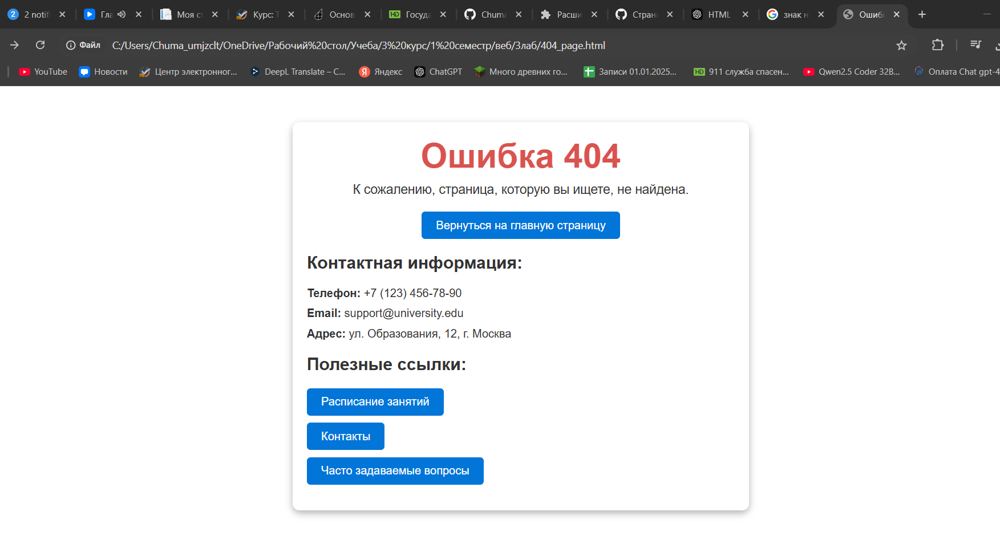 2 notifi Гла Моя ст Курс: Т Основ Госуда Chuma Расши Страни HTML знак н Ошибк
Файл C:/Users/Chuma_umjzclt/OneDrive/Рабочий%20стол/Учеба/3%20курс/1%20семестр/веб/3лаб/404_page.html
YouTube Новости Центр электронног... DeepL Translate – С... Яндекс ChatGPT Много древних го... Записи 01.01.2025... HD 911 служба спасен... Qwen2.5 Coder 32B... Оплата Chat gpt-4
Ошибка 404
К сожалению, страница, которую вы ищете, не найдена.
Вернуться на главную страницу
Контактная информация:
Телефон: +7 (123) 456-78-90
Email: support@university.edu
Адрес: ул. Образования, 12, г. Москва
Полезные ссылки:
Расписание занятий
Контакты
Часто задаваемые вопросы